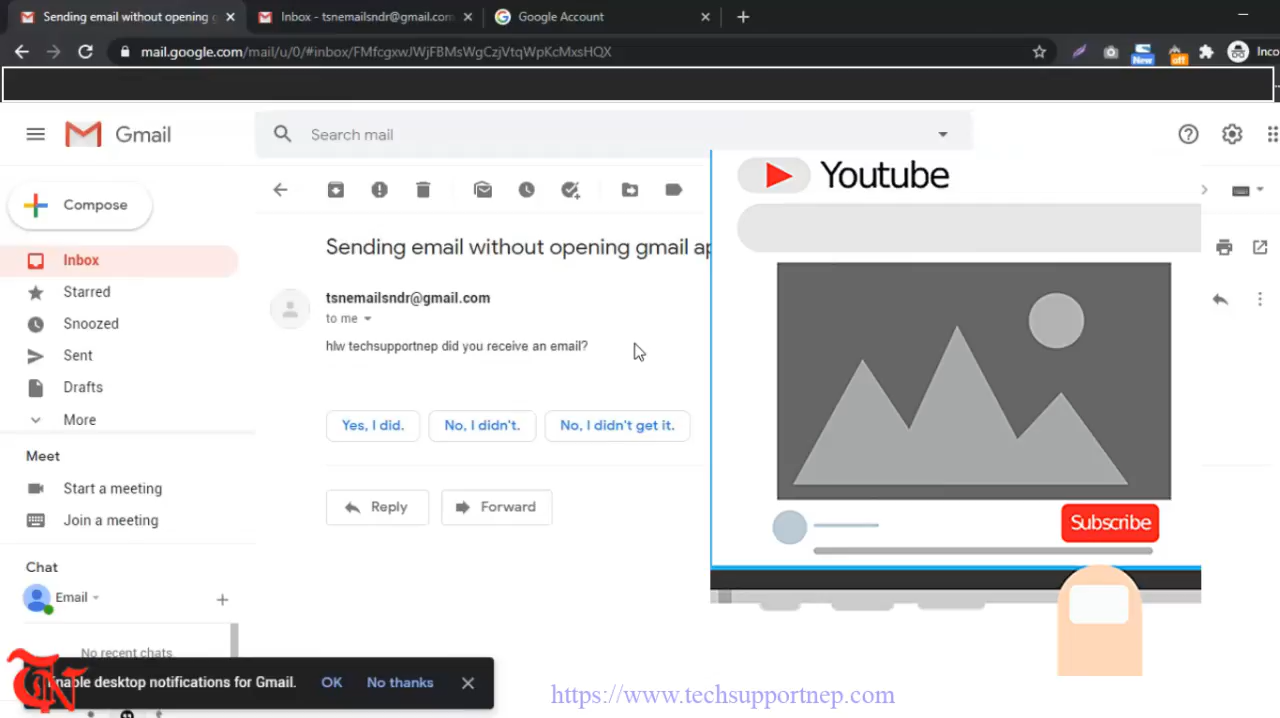 Sending email without opening g
Inbox - tsnemailsndr@gmail.com
Google Account
mail.google.com/mail/u/0/#inbox/FMfcgxwJWjFBMsWgCzjVtqWpKcMxsHQX
New
off
Inco
Gmail
Search mail
Compose
Inbox
Starred
Snoozed
Sent
Drafts
More
Meet
Start a meeting
Join a meeting
Chat
Email
No recent chats
Sending email without opening gmail ap
tsnemailsndr@gmail.com
to me
hlw techsupportnep did you receive an email?
Yes, I did.
No, I didn't.
No, I didn't get it.
Reply
Forward
Youtube
Subscribe
Enable desktop notifications for Gmail.
OK
No thanks
https://www.techsupportnep.com